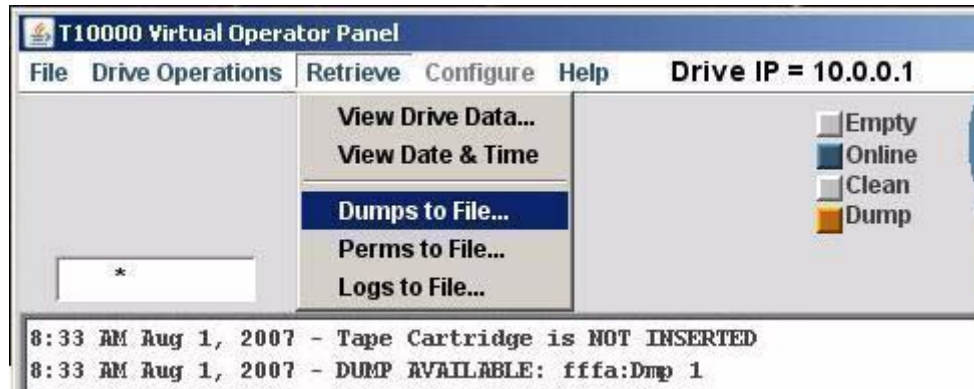 T10000 Virtual Operator Panel
File Drive Operations Retrieve Configure Help Drive IP = 10.0.0.1
View Drive Data...
View Date & Time
Dumps to File...
Perms to File...
Logs to File...
Empty
Online
Clean
Dump
*
8:33 AM Aug 1, 2007 - Tape Cartridge is NOT INSERTED
8:33 AM Aug 1, 2007 - DUMP AVAILABLE: fffa:Dmp 1